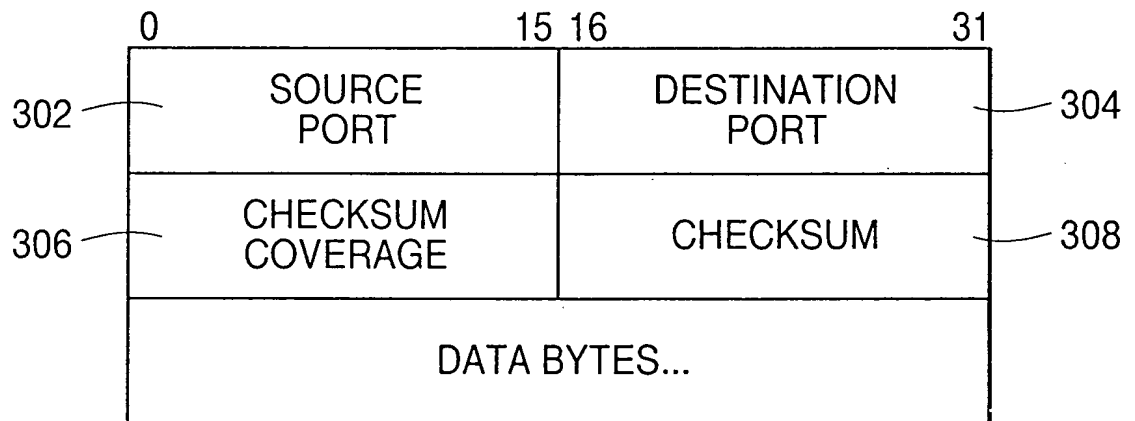 0 15 16 31
302 SOURCE PORT DESTINATION PORT 304
306 CHECKSUM COVERAGE CHECKSUM 308
DATA BYTES...